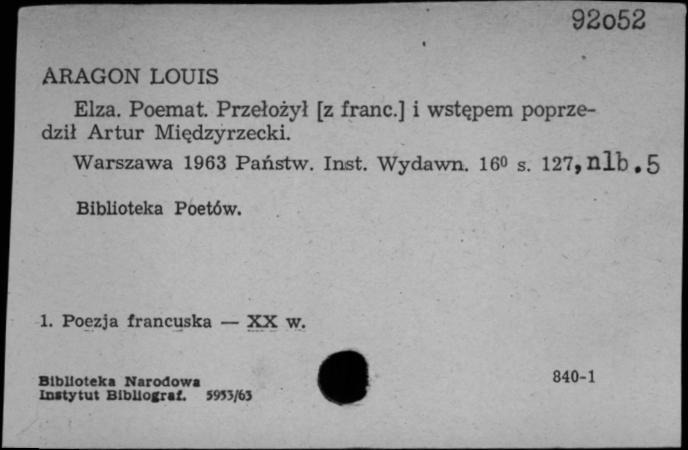 92052
ARAGON LOUIS
Elza. Poemat. Przełożył [z franc.] i wstępem poprze-
dził Artur Międzyrzecki.
Warszawa 1963 Państw. Inst. Wydawn. 16⁰ s. 127, nlb. 5
Biblioteka Poetów.
1. Poezja francuska — XX w.
840-1
Biblioteka Narodowa
Instytut Bibliograf. 5953/63